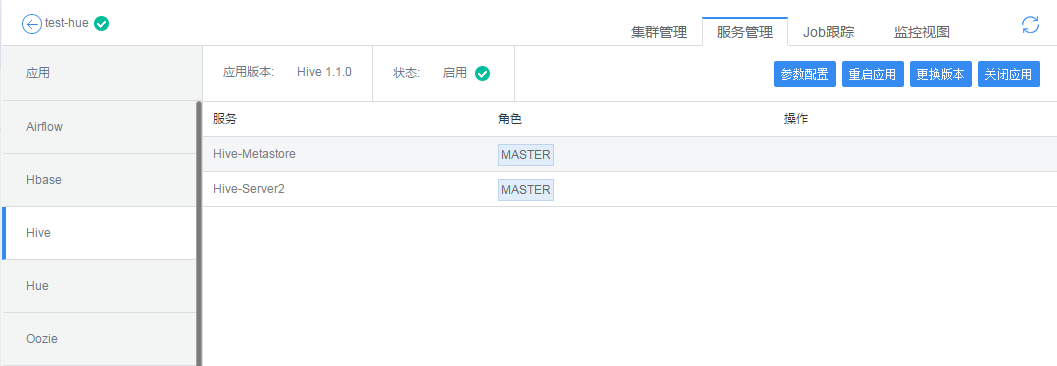 test-hue
集群管理 服务管理 Job跟踪 监控视图
应用
应用版本: Hive 1.1.0 状态: 启用 参数配置 重启应用 更换版本 关闭应用
Airflow
Hbase
Hive
Hue
Oozie
服务 角色 操作
Hive-Metastore MASTER
Hive-Server2 MASTER